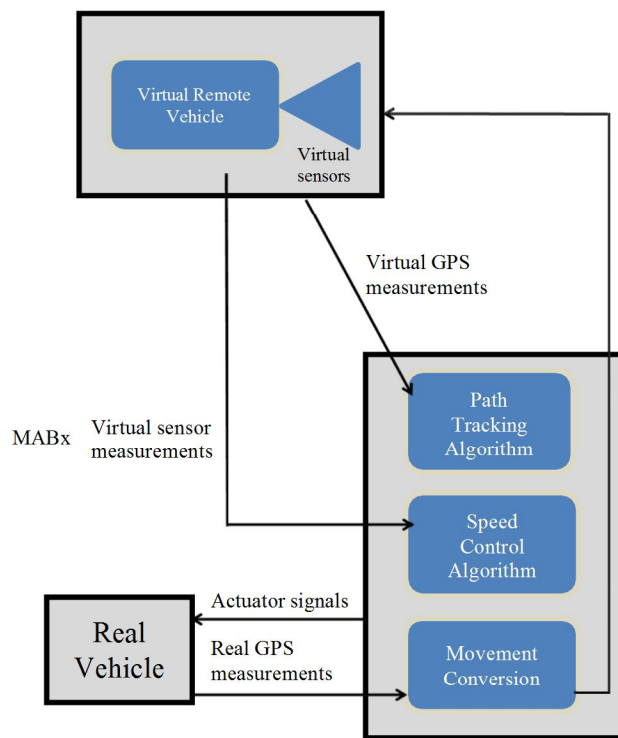 Virtual Remote
Vehicle
Virtual
sensors
Virtual GPS
measurements
Path
Tracking
Algorithm
MABx
Virtual sensor
measurements
Speed
Control
Algorithm
Actuator signals
Real
Vehicle
Real GPS
measurements
Movement
Conversion